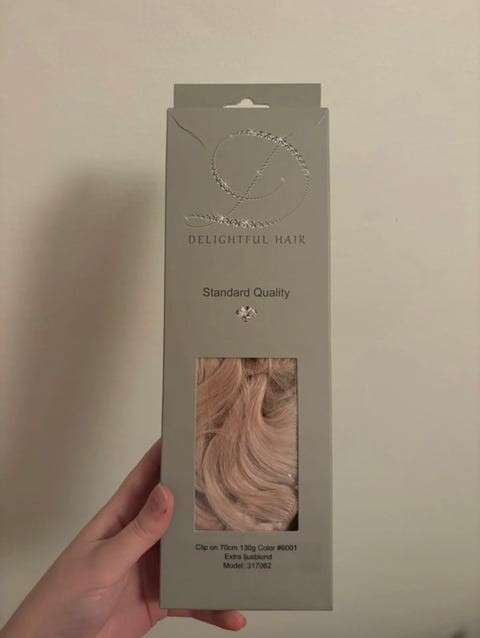 D
DELIGHTFUL HAIR
Standard Quality
Clip on 70cm 130g Color #6001
Extra ljusblond
Model: 317062